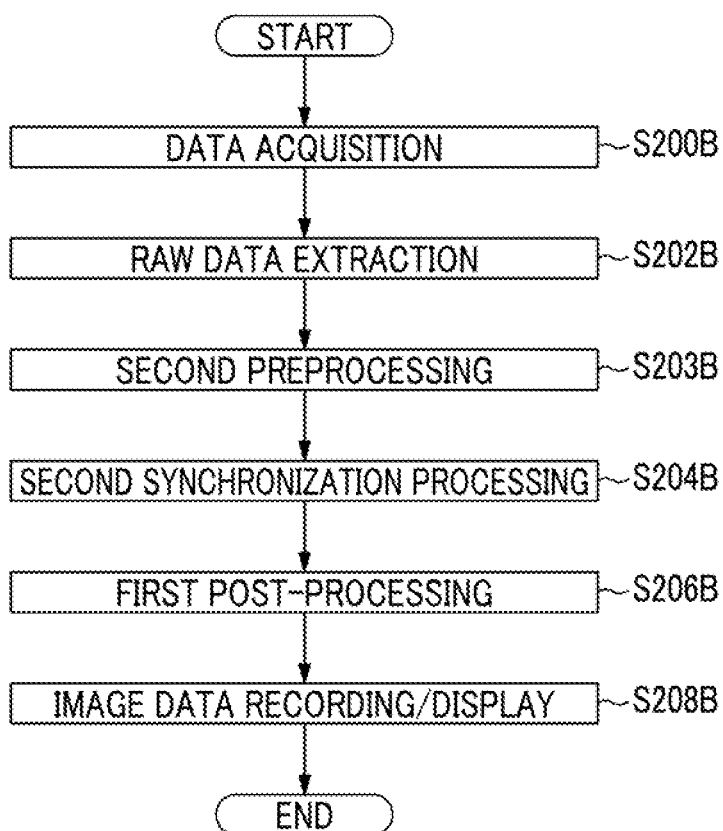 START
DATA ACQUISITION
S200B
RAW DATA EXTRACTION
S202B
SECOND PREPROCESSING
S203B
SECOND SYNCHRONIZATION PROCESSING
S204B
FIRST POST-PROCESSING
S206B
IMAGE DATA RECORDING/DISPLAY
S208B
END